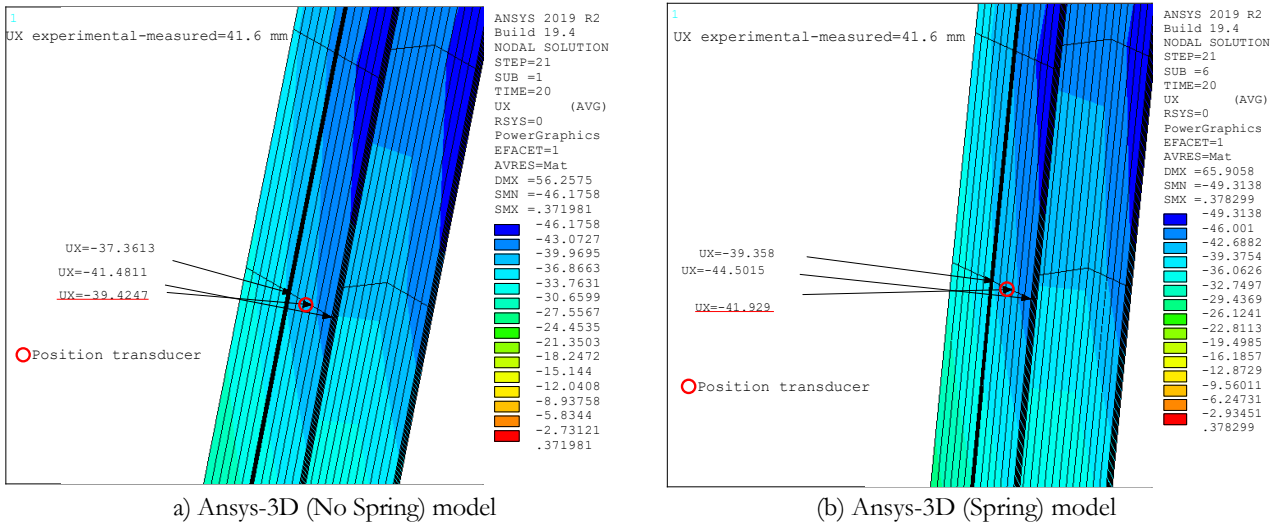 1
UX experimental-measured=41.6 mm
ANSYS 2019 R2
Build 19.4
NODAL SOLUTION
STEP=21
SUB =1
TIME=20
UX (AVG)
RSYS=0
PowerGraphics
EFACET=1
AVRES=Mat
DMX =56.2575
SMN =-46.1758
SMX =.371981
-46.1758
-43.0727
-39.9695
-36.8663
-33.7631
-30.6599
-27.5567
-24.4535
-21.3503
-18.2472
-15.144
-12.0408
-8.93758
-5.8344
-2.73121
.371981
UX=-37.3613
UX=-41.4811
UX=-39.4247
Position transducer
a) Ansys-3D (No Spring) model
1
UX experimental-measured=41.6 mm
ANSYS 2019 R2
Build 19.4
NODAL SOLUTION
STEP=21
SUB =6
TIME=20
UX (AVG)
RSYS=0
PowerGraphics
EFACET=1
AVRES=Mat
DMX =65.9058
SMN =-49.3138
SMX =.378299
-49.3138
-46.001
-42.6882
-39.3754
-36.0626
-32.7497
-29.4369
-26.1241
-22.8113
-19.4985
-16.1857
-12.8729
-9.56011
-6.24731
-2.93451
.378299
UX=-39.358
UX=-44.5015
UX=-41.929
Position transducer
(b) Ansys-3D (Spring) model